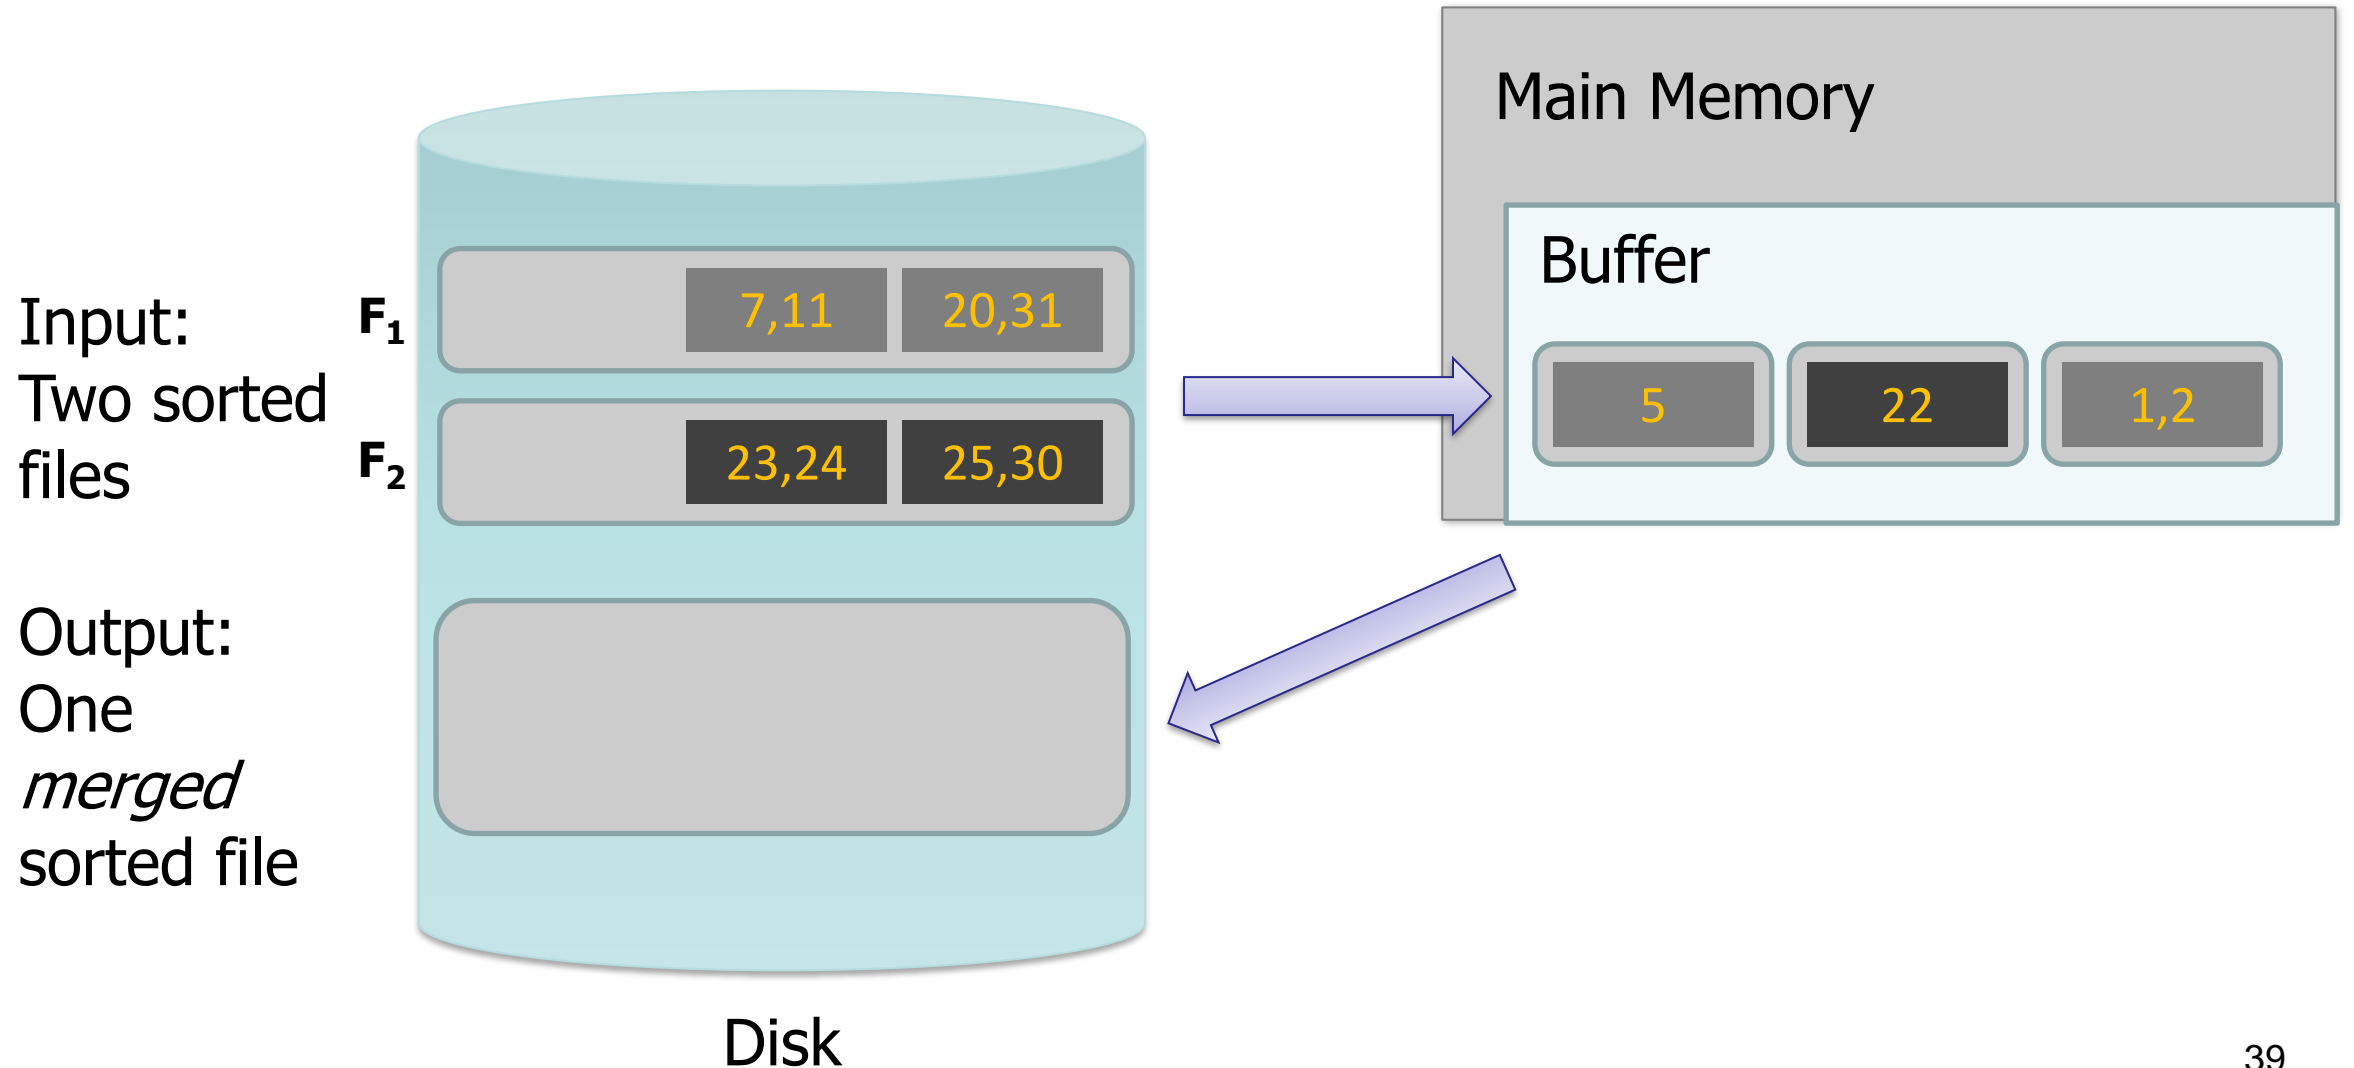 Main Memory
Buffer
Input:
Two sorted
files
F₁
7,11
20,31
F₂
23,24
25,30
5
22
1,2
Output:
One
merged
sorted file
Disk
39